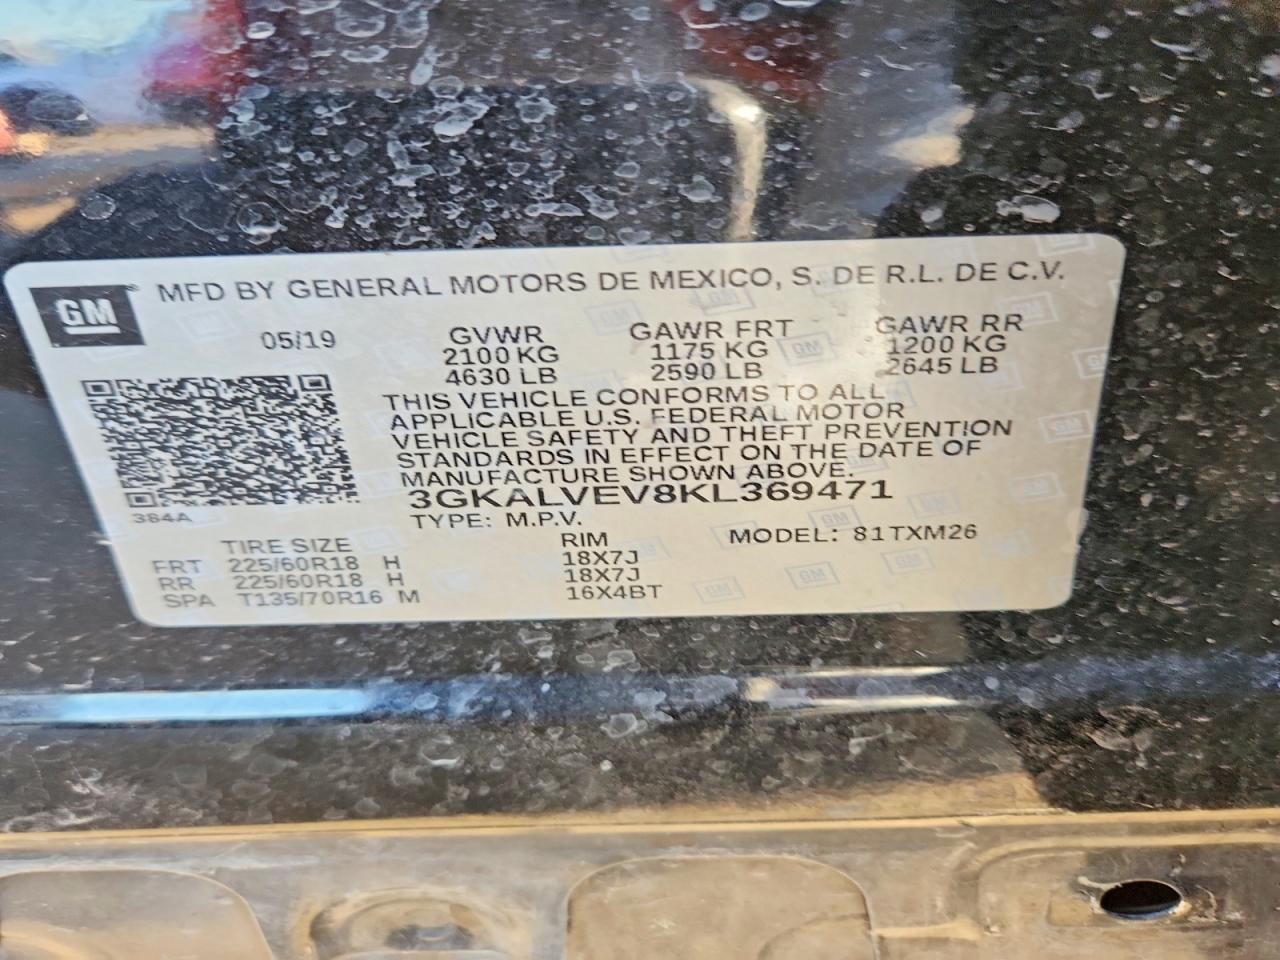 GM MFD BY GENERAL MOTORS DE MEXICO, S. DE R.L. DE C.V.
05/19 GVWR GAWR FRT GAWR RR
2100 KG 1175 KG 1200 KG
4630 LB 2590 LB 2645 LB
THIS VEHICLE CONFORMS TO ALL
APPLICABLE U.S. FEDERAL MOTOR
VEHICLE SAFETY AND THEFT PREVENTION
STANDARDS IN EFFECT ON THE DATE OF
MANUFACTURE SHOWN ABOVE.
3GKALVEV8KL369471
384A
TYPE: M.P.V.
TIRE SIZE RIM MODEL: 81TXM26
FRT 225/60R18 H 18X7J
RR 225/60R18 H 18X7J
SPA T135/70R16 M 16X4BT